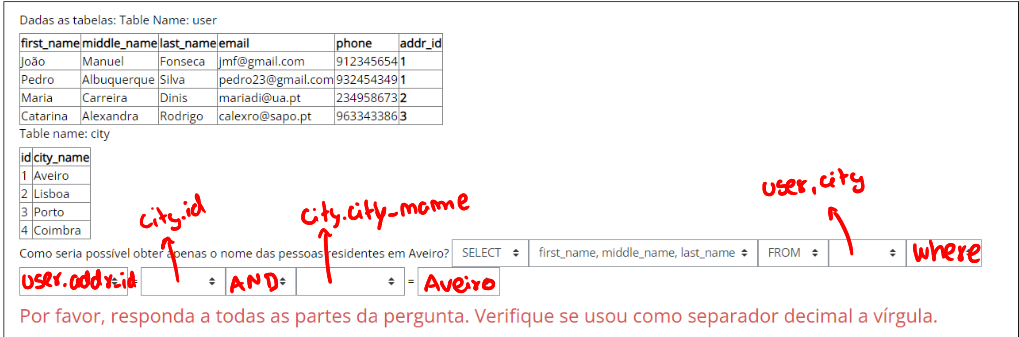 Dadas as tabelas: Table Name: user
first_name middle_name last_name email phone addr_id
João Manuel Fonseca jmf@gmail.com 912345654 1
Pedro Albuquerque Silva pedro23@gmail.com 932454349 1
Maria Carreira Dinis mariadi@ua.pt 234958673 2
Catarina Alexandra Rodrigo calexro@sapo.pt 963343386 3
Table name: city
id city_name
1 Aveiro
2 Lisboa
3 Porto
4 Coimbra
city.id city.city_name user, city
Como seria possível obter apenas o nome das pessoas residentes em Aveiro? SELECT first_name, middle_name, last_name FROM where
user.addr_id = AND = Aveiro
Por favor, responda a todas as partes da pergunta. Verifique se usou como separador decimal a vírgula.